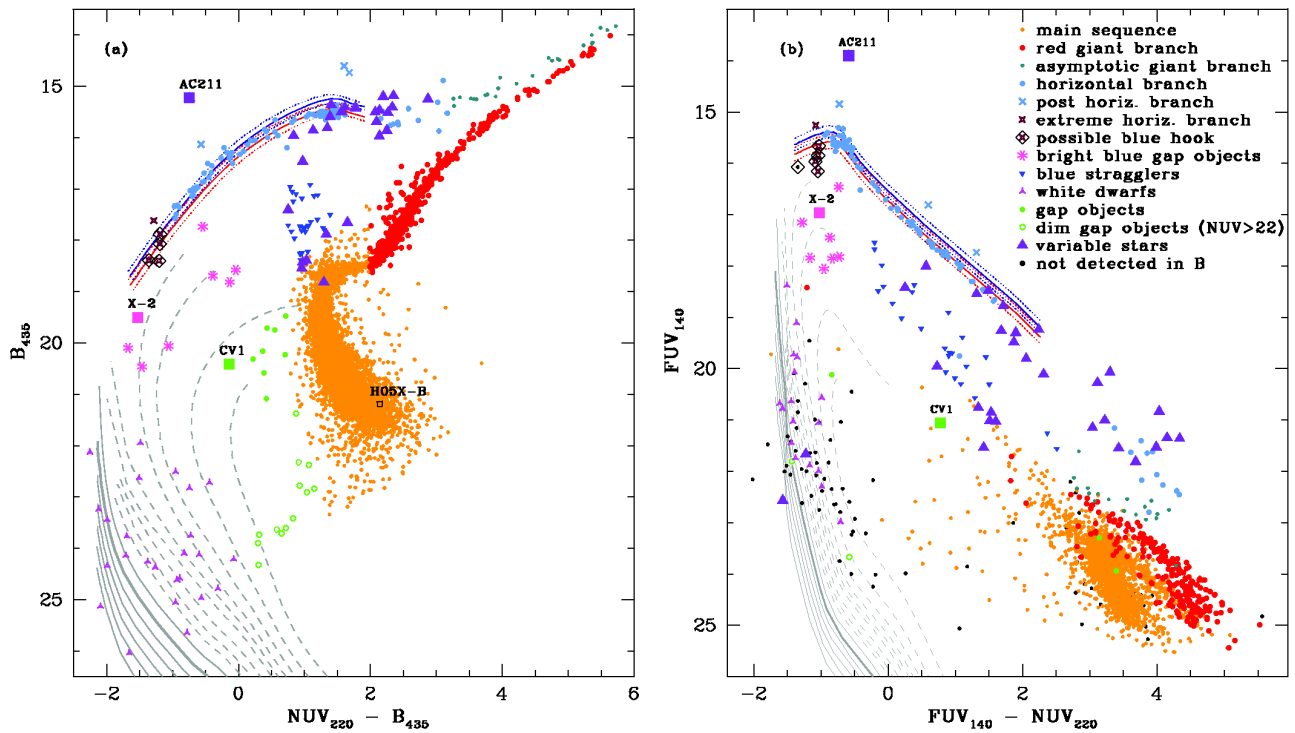 (a)
AC211
X-2
CV1
H05X-B
15
20
25
B435
−2
0
2
4
6
NUV220 − B435
(b)
AC211
X-2
CV1
main sequence
red giant branch
asymptotic giant branch
horizontal branch
post horiz. branch
extreme horiz. branch
possible blue hook
bright blue gap objects
blue stragglers
white dwarfs
gap objects
dim gap objects (NUV>22)
variable stars
not detected in B
15
20
25
FUV140
−2
0
2
4
FUV140 − NUV220